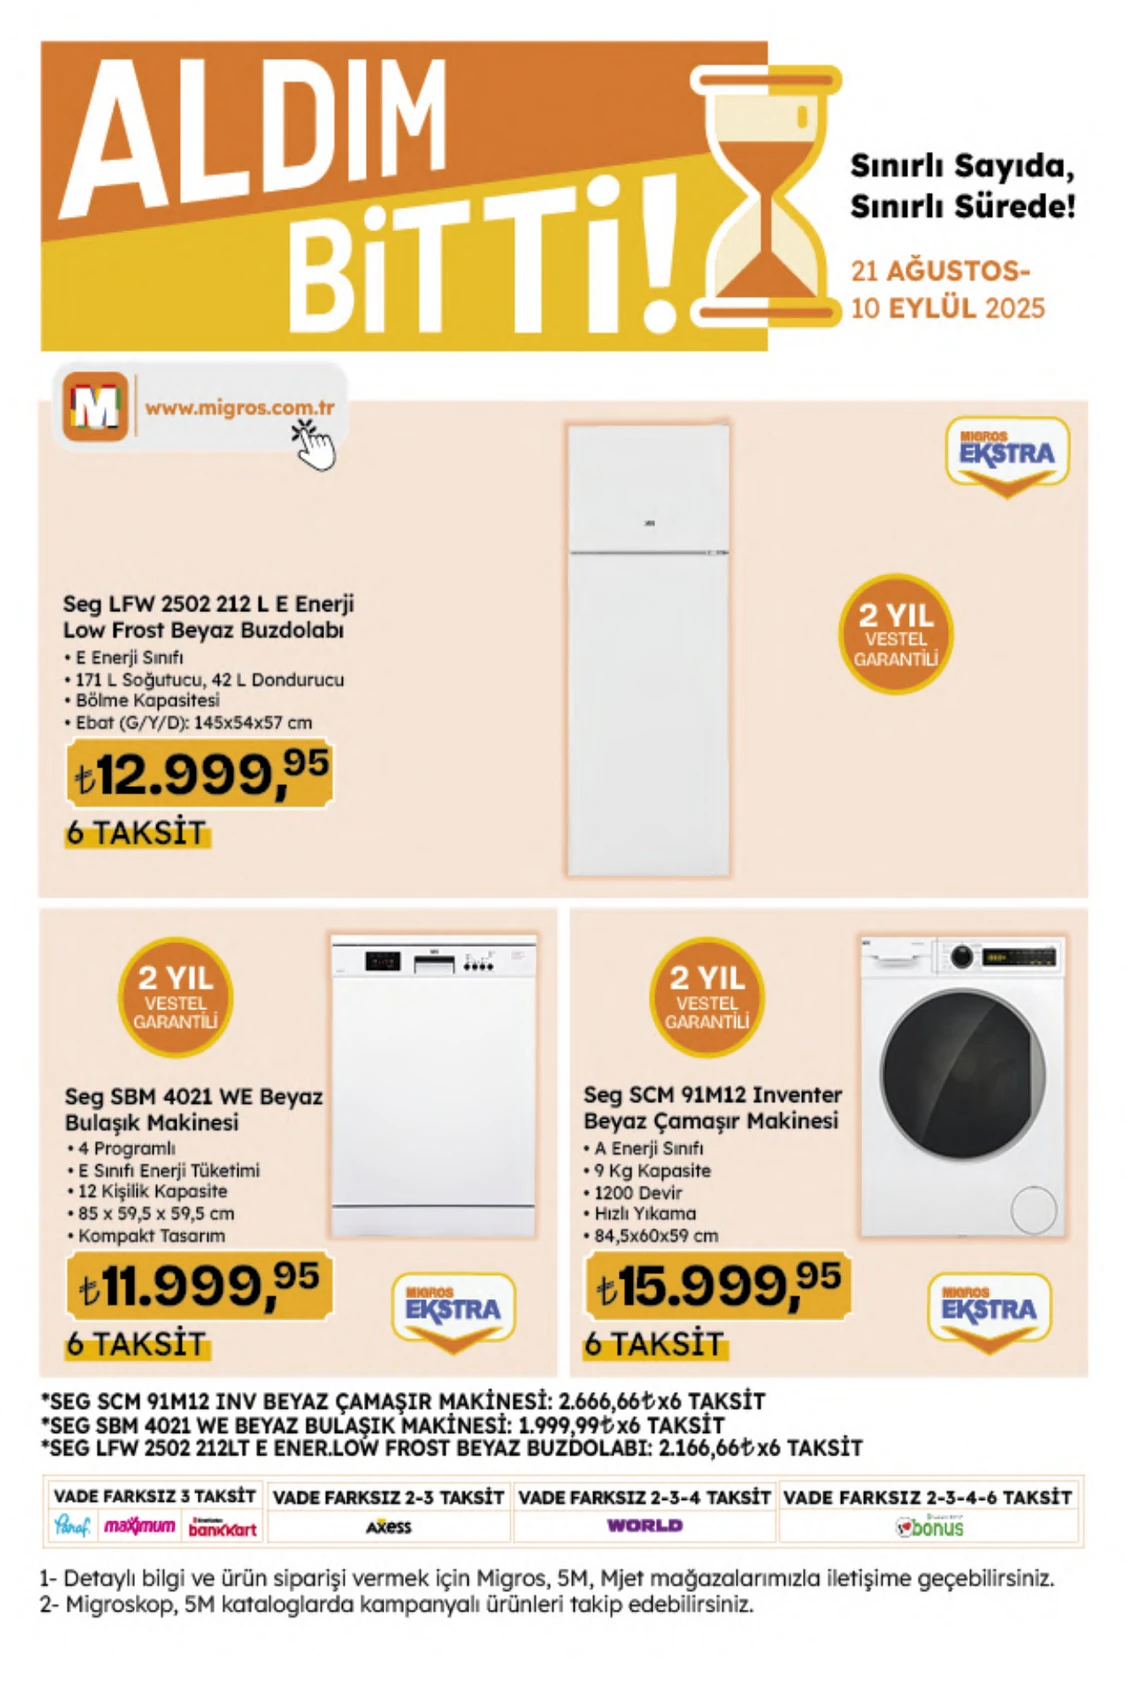 ALDIM
BİTTİ!
Sınırlı Sayıda,
Sınırlı Sürede!
21 AĞUSTOS-
10 EYLÜL 2025
M
www.migros.com.tr
MIGROS
EKSTRA
Seg LFW 2502 212 L E Enerji
Low Frost Beyaz Buzdolabı
• E Enerji Sınıfı
• 171 L Soğutucu, 42 L Dondurucu
• Bölme Kapasitesi
• Ebat (G/Y/D): 145x54x57 cm
₺12.999,95
6 TAKSİT
2 YIL
VESTEL
GARANTİLİ
2 YIL
VESTEL
GARANTİLİ
Seg SBM 4021 WE Beyaz
Bulaşık Makinesi
• 4 Programlı
• E Sınıfı Enerji Tüketimi
• 12 Kişilik Kapasite
• 85 x 59,5 x 59,5 cm
• Kompakt Tasarım
₺11.999,95
6 TAKSİT
MIGROS
EKSTRA
2 YIL
VESTEL
GARANTİLİ
Seg SCM 91M12 Inventer
Beyaz Çamaşır Makinesi
• A Enerji Sınıfı
• 9 Kg Kapasite
• 1200 Devir
• Hızlı Yıkama
• 84,5x60x59 cm
₺15.999,95
6 TAKSİT
MIGROS
EKSTRA
*SEG SCM 91M12 INV BEYAZ ÇAMAŞIR MAKİNESİ: 2.666,66₺x6 TAKSİT
*SEG SBM 4021 WE BEYAZ BULAŞIK MAKİNESİ: 1.999,99₺x6 TAKSİT
*SEG LFW 2502 212LT E ENER.LOW FROST BEYAZ BUZDOLABI: 2.166,66₺x6 TAKSİT
VADE FARKSIZ 3 TAKSİT VADE FARKSIZ 2-3 TAKSİT VADE FARKSIZ 2-3-4 TAKSİT VADE FARKSIZ 2-3-4-6 TAKSİT
Paraf maximum bankkart axess WORLD bonus
1- Detaylı bilgi ve ürün siparişi vermek için Migros, 5M, Mjet mağazalarımızla iletişime geçebilirsiniz.
2- Migroskop, 5M kataloglarda kampanyalı ürünleri takip edebilirsiniz.